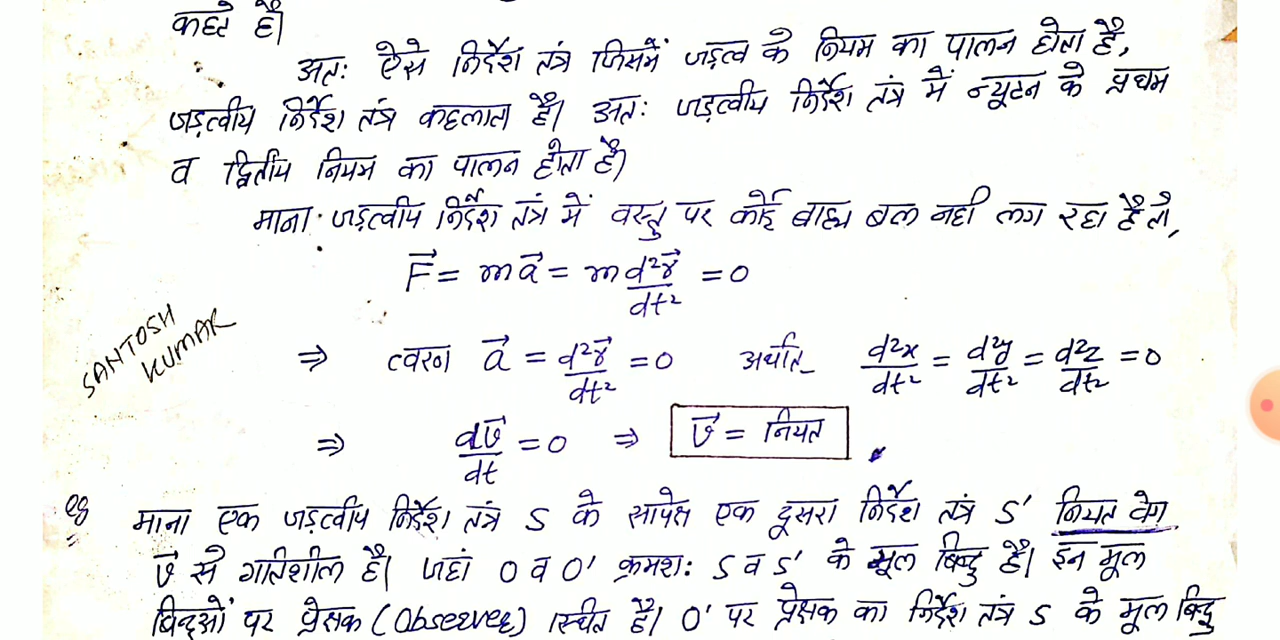 कहते है।
अतः ऐसे निर्देश तंत्र जिसमें जड़त्व के नियम का पालन होता है,
जड़त्वीय निर्देश तंत्र कहलाता है। अतः जड़त्वीय निर्देश तंत्र में न्यूटन के प्रथम
व द्वितीय नियम का पालन होता है।
माना जड़त्वीय निर्देश तंत्र में वस्तु पर कोई बाह्य बल नही लग रहा है तो,
F⃗ = ma⃗ = m d²r⃗/dt² = 0
SANTOSH
KUMAR
⇒ त्वरण a⃗ = d²r⃗/dt² = 0 अर्थात् d²x/dt² = d²y/dt² = d²z/dt² = 0
⇒ dv⃗/dt = 0 ⇒ v⃗ = नियत
eg माना एक जड़त्वीय निर्देश तंत्र S के सापेक्ष एक दूसरा निर्देश तंत्र S' नियत वेग
v⃗ से गतिशील है। जहां O व O' क्रमशः S व S' के मूल बिन्दु है। इन मूल
बिन्दुओं पर प्रेक्षक (Observer) स्थित है। O' पर प्रेक्षक का निर्देश तंत्र S के मूल बिन्दु